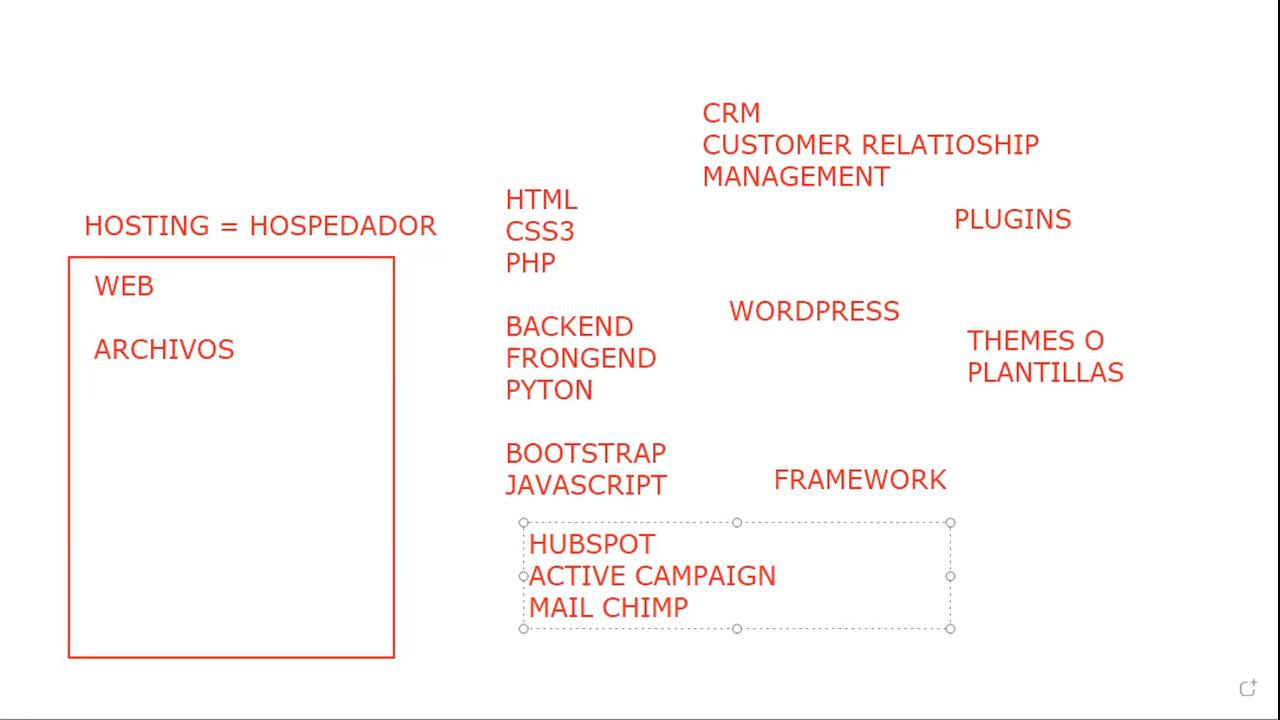 HOSTING = HOSPEDADOR
WEB
ARCHIVOS
HTML
CSS3
PHP
BACKEND
FRONGEND
PYTON
BOOTSTRAP
JAVASCRIPT
CRM
CUSTOMER RELATIOSHIP
MANAGEMENT
PLUGINS
WORDPRESS
THEMES O
PLANTILLAS
FRAMEWORK
HUBSPOT
ACTIVE CAMPAIGN
MAIL CHIMP